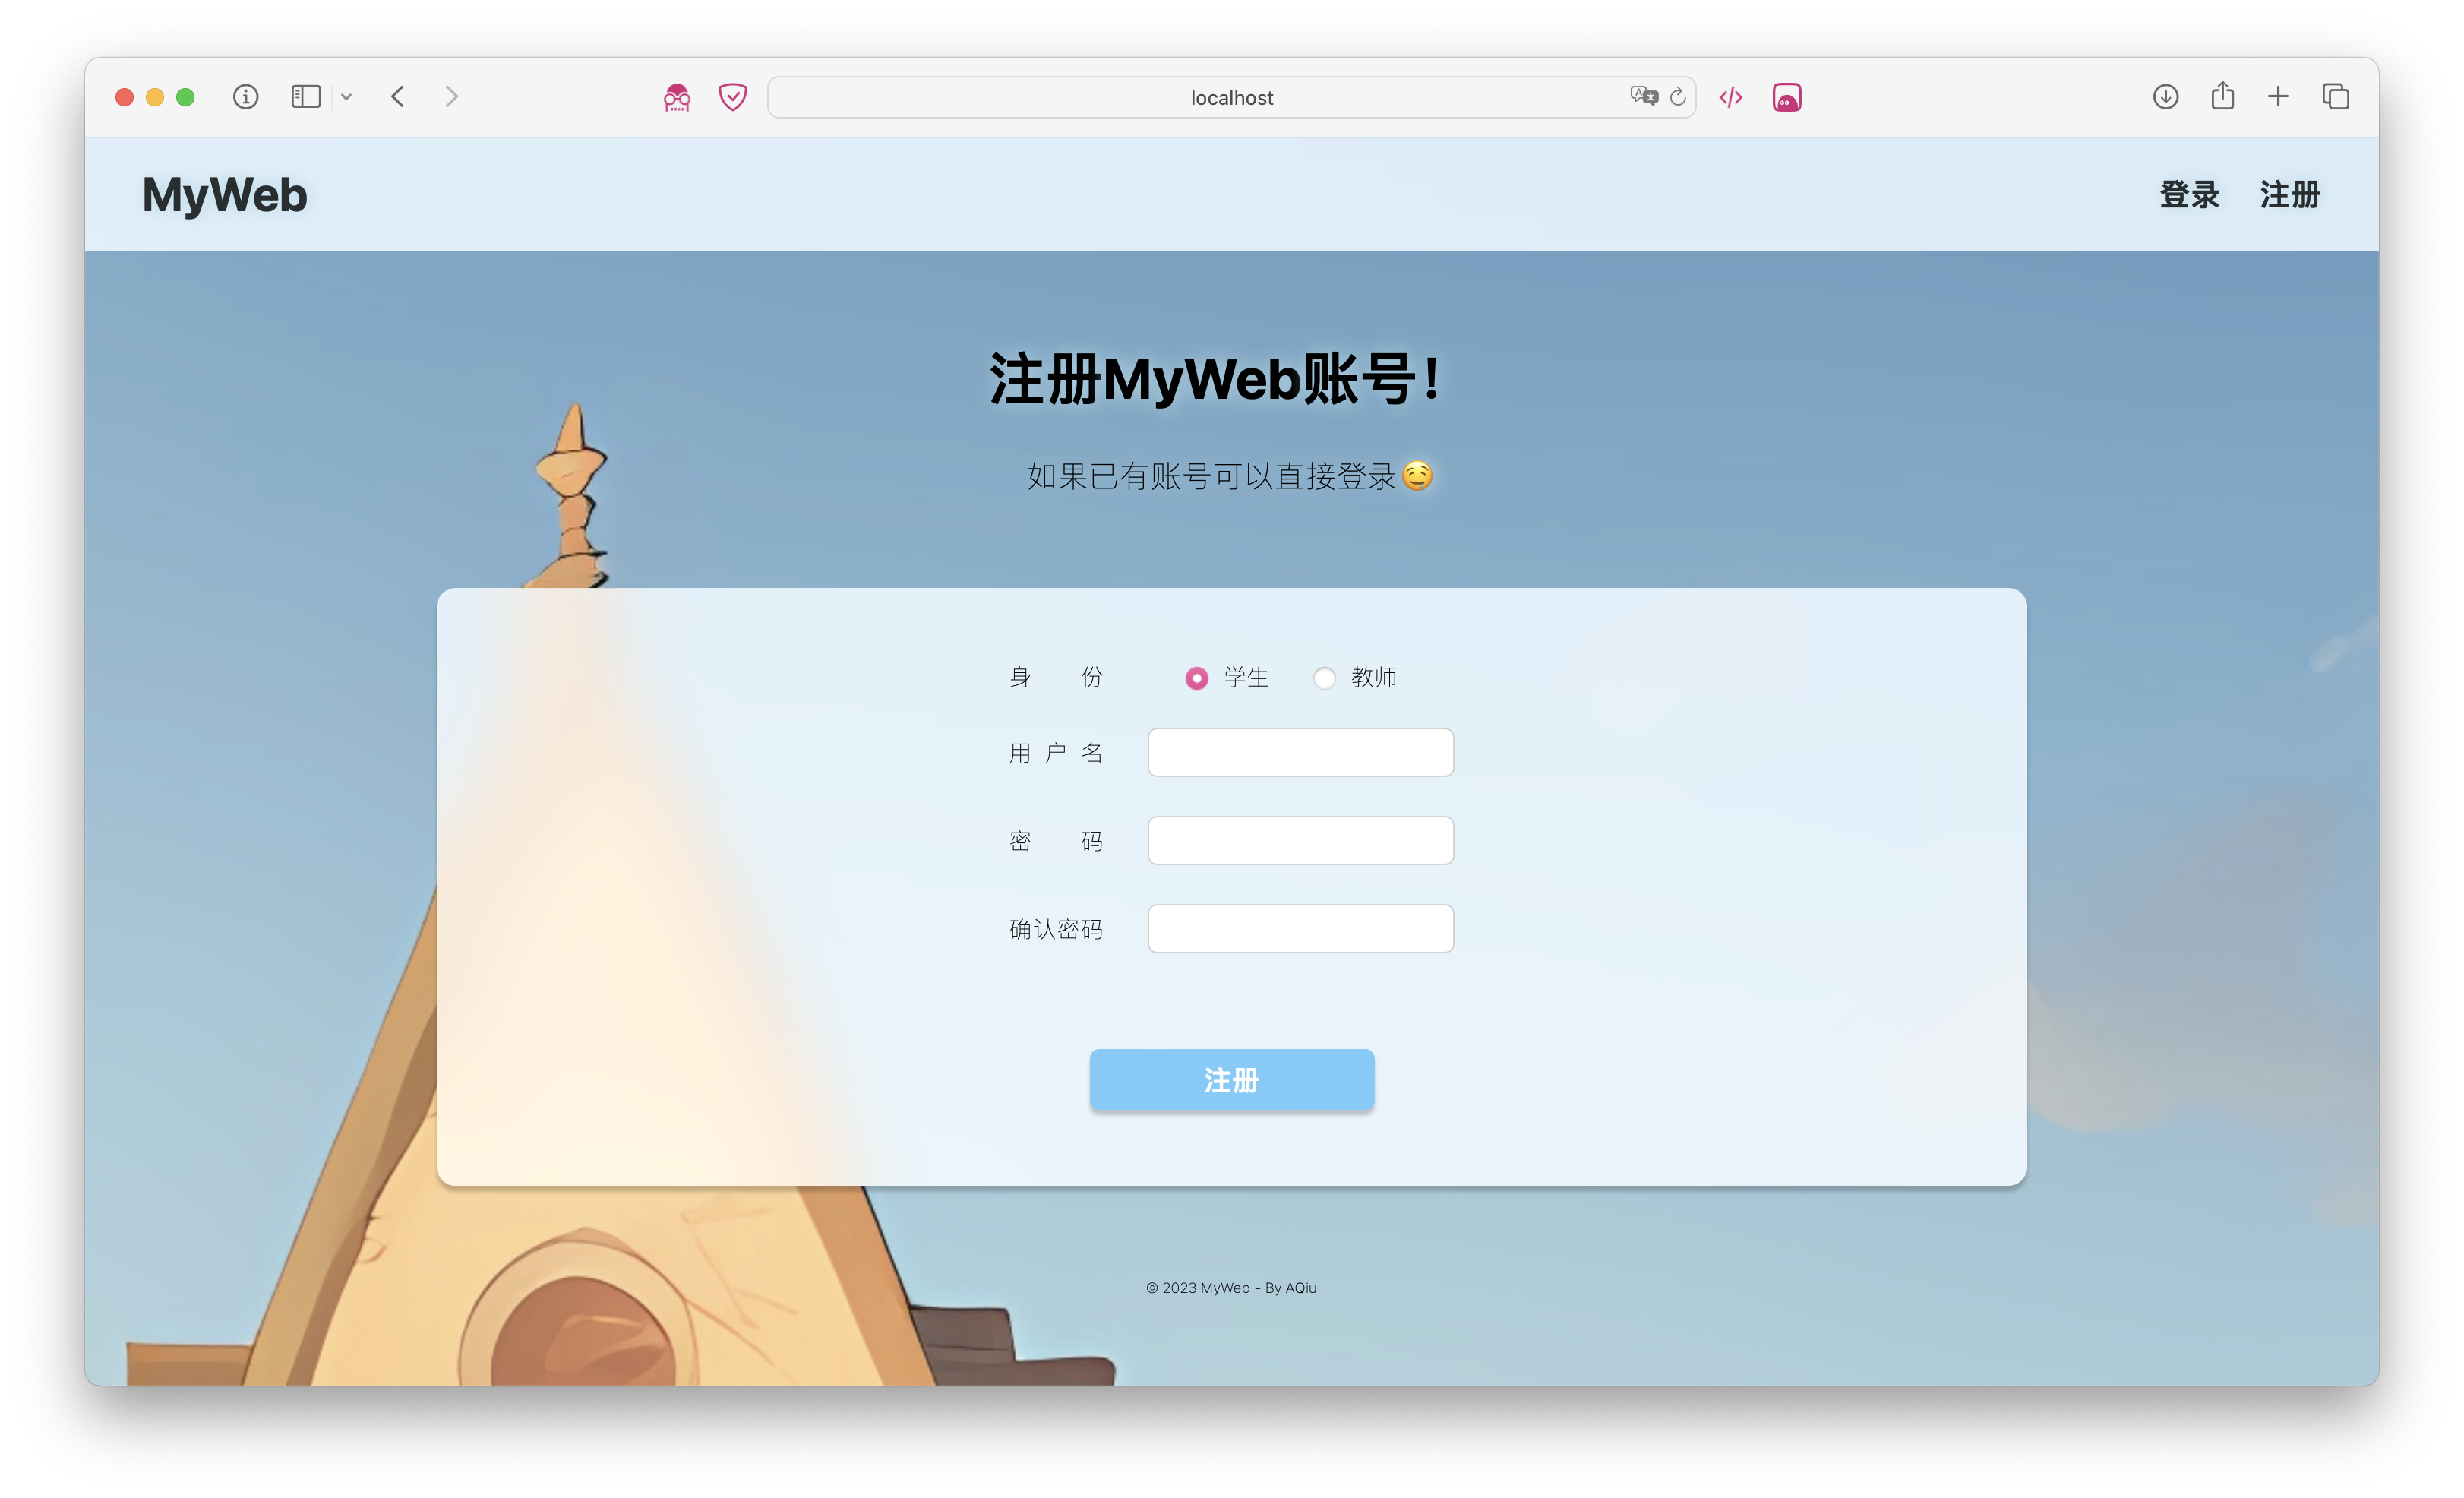 localhost
MyWeb
登录 注册
注册MyWeb账号！
如果已有账号可以直接登录🤤
身份 学生 教师
用户名
密码
确认密码
注册
© 2023 MyWeb - By AQiu